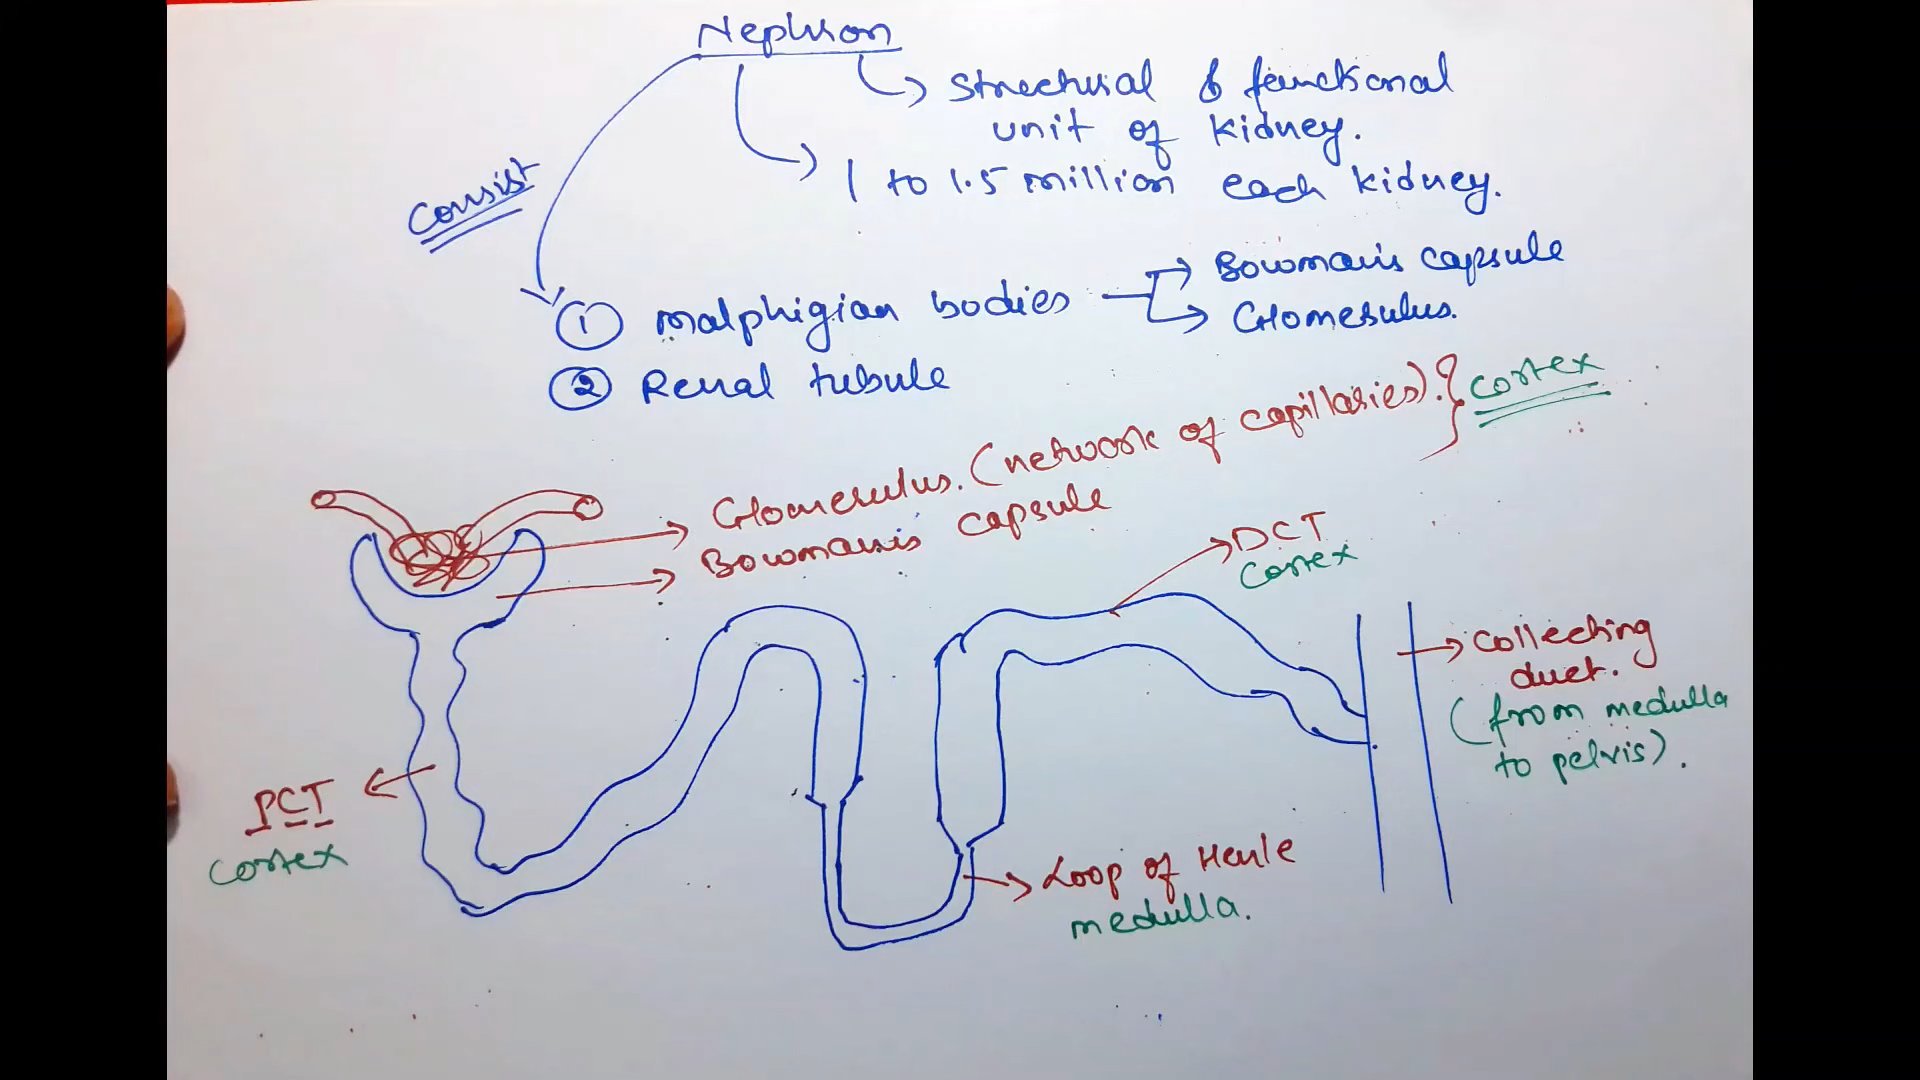 Nephron
Structural & functional
unit of kidney.
1 to 1.5 million each kidney.
Consist
① malphigian bodies
Bowman's capsule
Glomerulus.
② Renal tubule
Glomerulus. (network of capillaries).
cortex
Bowman's capsule
DCT
Cortex
Collecting
duct.
(from medulla
to pelvis).
PCT
Cortex
Loop of Henle
medulla.